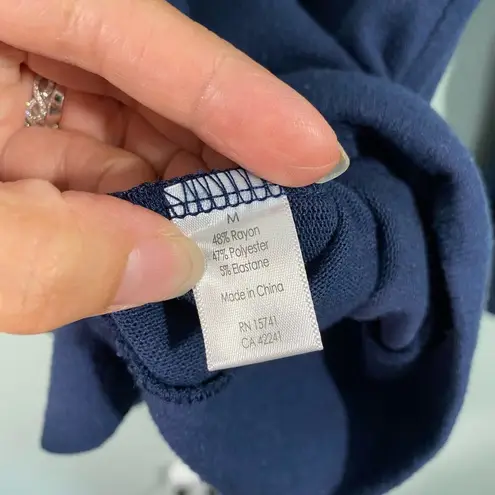 M
48% Rayon
47% Polyester
5% Elastane
Made in China
RN 15741
CA 42241